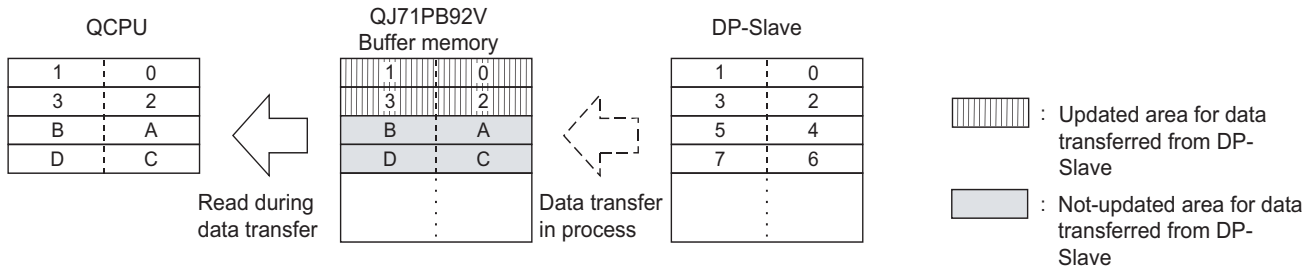 QCPU
1 0
3 2
B A
D C
Read during
data transfer
QJ71PB92V
Buffer memory
1 0
3 2
B A
D C
Data transfer
in process
DP-Slave
1 0
3 2
5 4
7 6
: Updated area for data
transferred from DP-
Slave
: Not-updated area for data
transferred from DP-
Slave